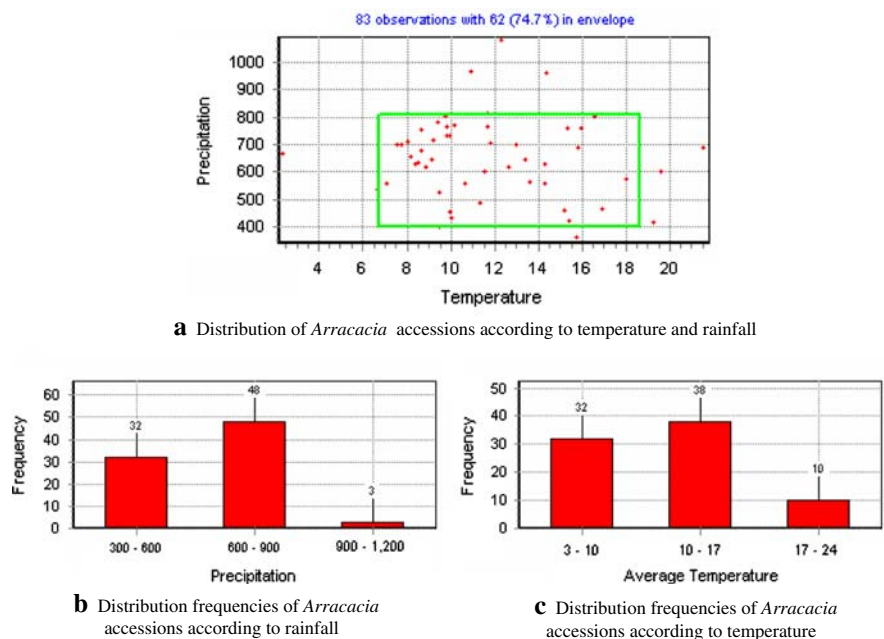 83 observations with 62 (74.7%) in envelope
Precipitation
1000
900
800
700
600
500
400
4 6 8 10 12 14 16 18 20
Temperature
a Distribution of Arracacia accessions according to temperature and rainfall
Frequency
60
50
40
30
20
10
0
32
48
3
300 - 600 600 - 900 900 - 1,200
Precipitation
b Distribution frequencies of Arracacia
accessions according to rainfall
Frequency
50
40
30
20
10
0
32
38
10
3 - 10 10 - 17 17 - 24
Average Temperature
c Distribution frequencies of Arracacia
accessions according to temperature